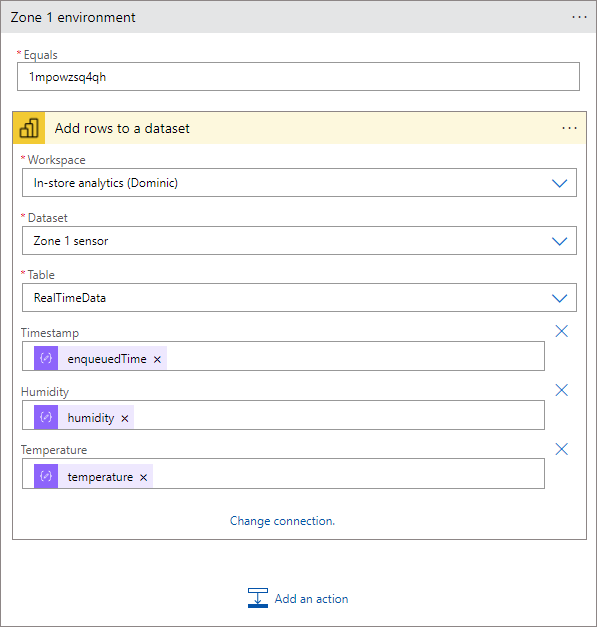 Zone 1 environment
* Equals
1mpowzsq4qh
Add rows to a dataset
* Workspace
In-store analytics (Dominic)
* Dataset
Zone 1 sensor
* Table
RealTimeData
Timestamp
enqueuedTime
Humidity
humidity
Temperature
temperature
Change connection.
Add an action